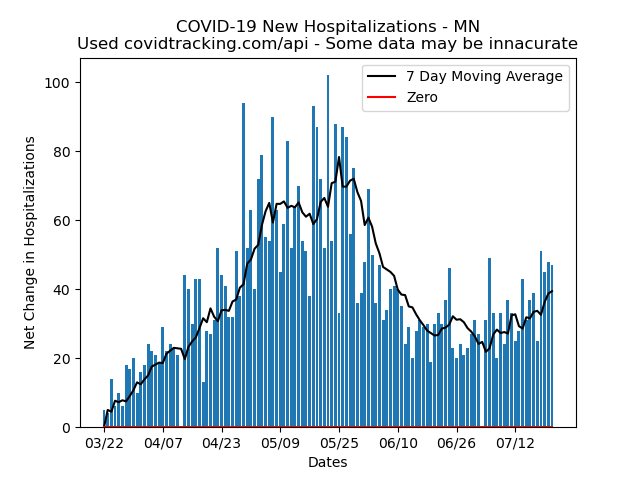 COVID-19 New Hospitalizations - MN
Used covidtracking.com/api - Some data may be innacurate
7 Day Moving Average
Zero
Net Change in Hospitalizations
100
80
60
40
20
0
03/22 04/07 04/23 05/09 05/25 06/10 06/26 07/12
Dates